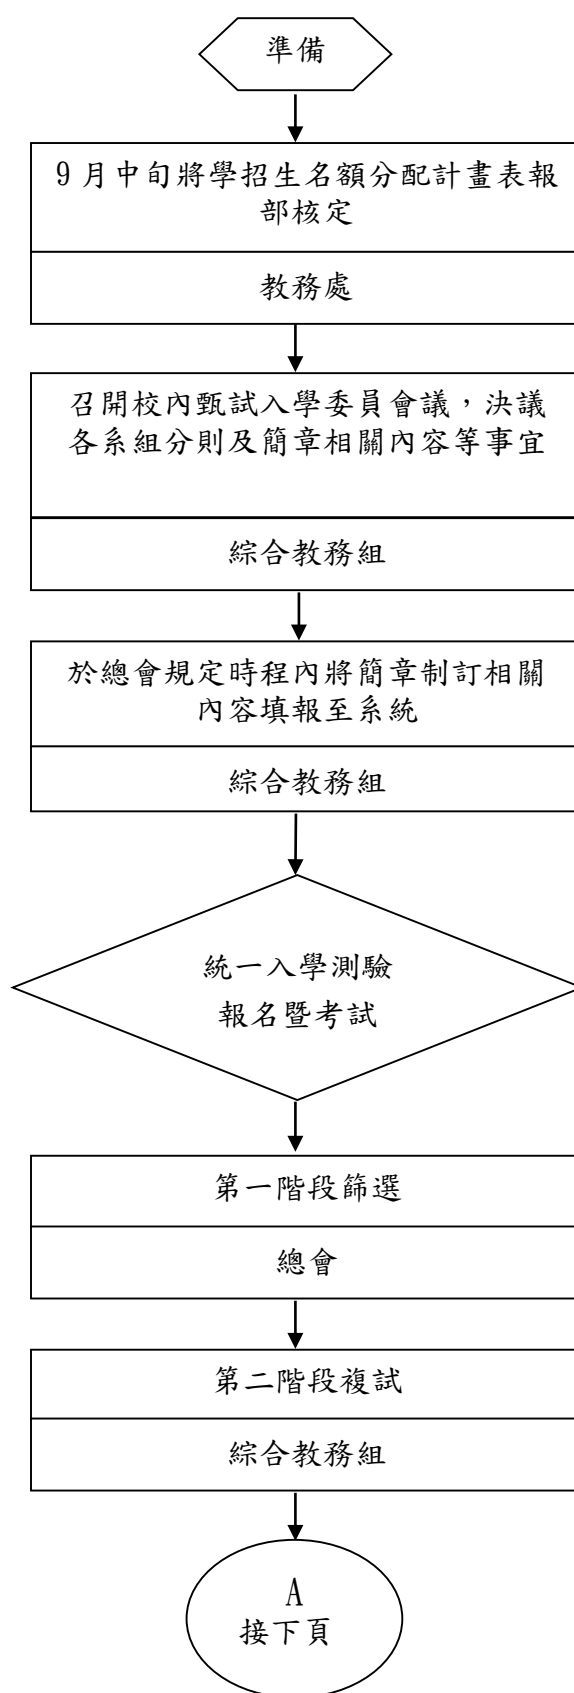 準備
9月中旬將學招生名額分配計畫表報
部核定
教務處
召開校內甄試入學委員會議，決議
各系組分則及簡章相關內容等事宜
綜合教務組
於總會規定時程內將簡章制訂相關
內容填報至系統
綜合教務組
統一入學測驗
報名暨考試
第一階段篩選
總會
第二階段複試
綜合教務組
A
接下頁